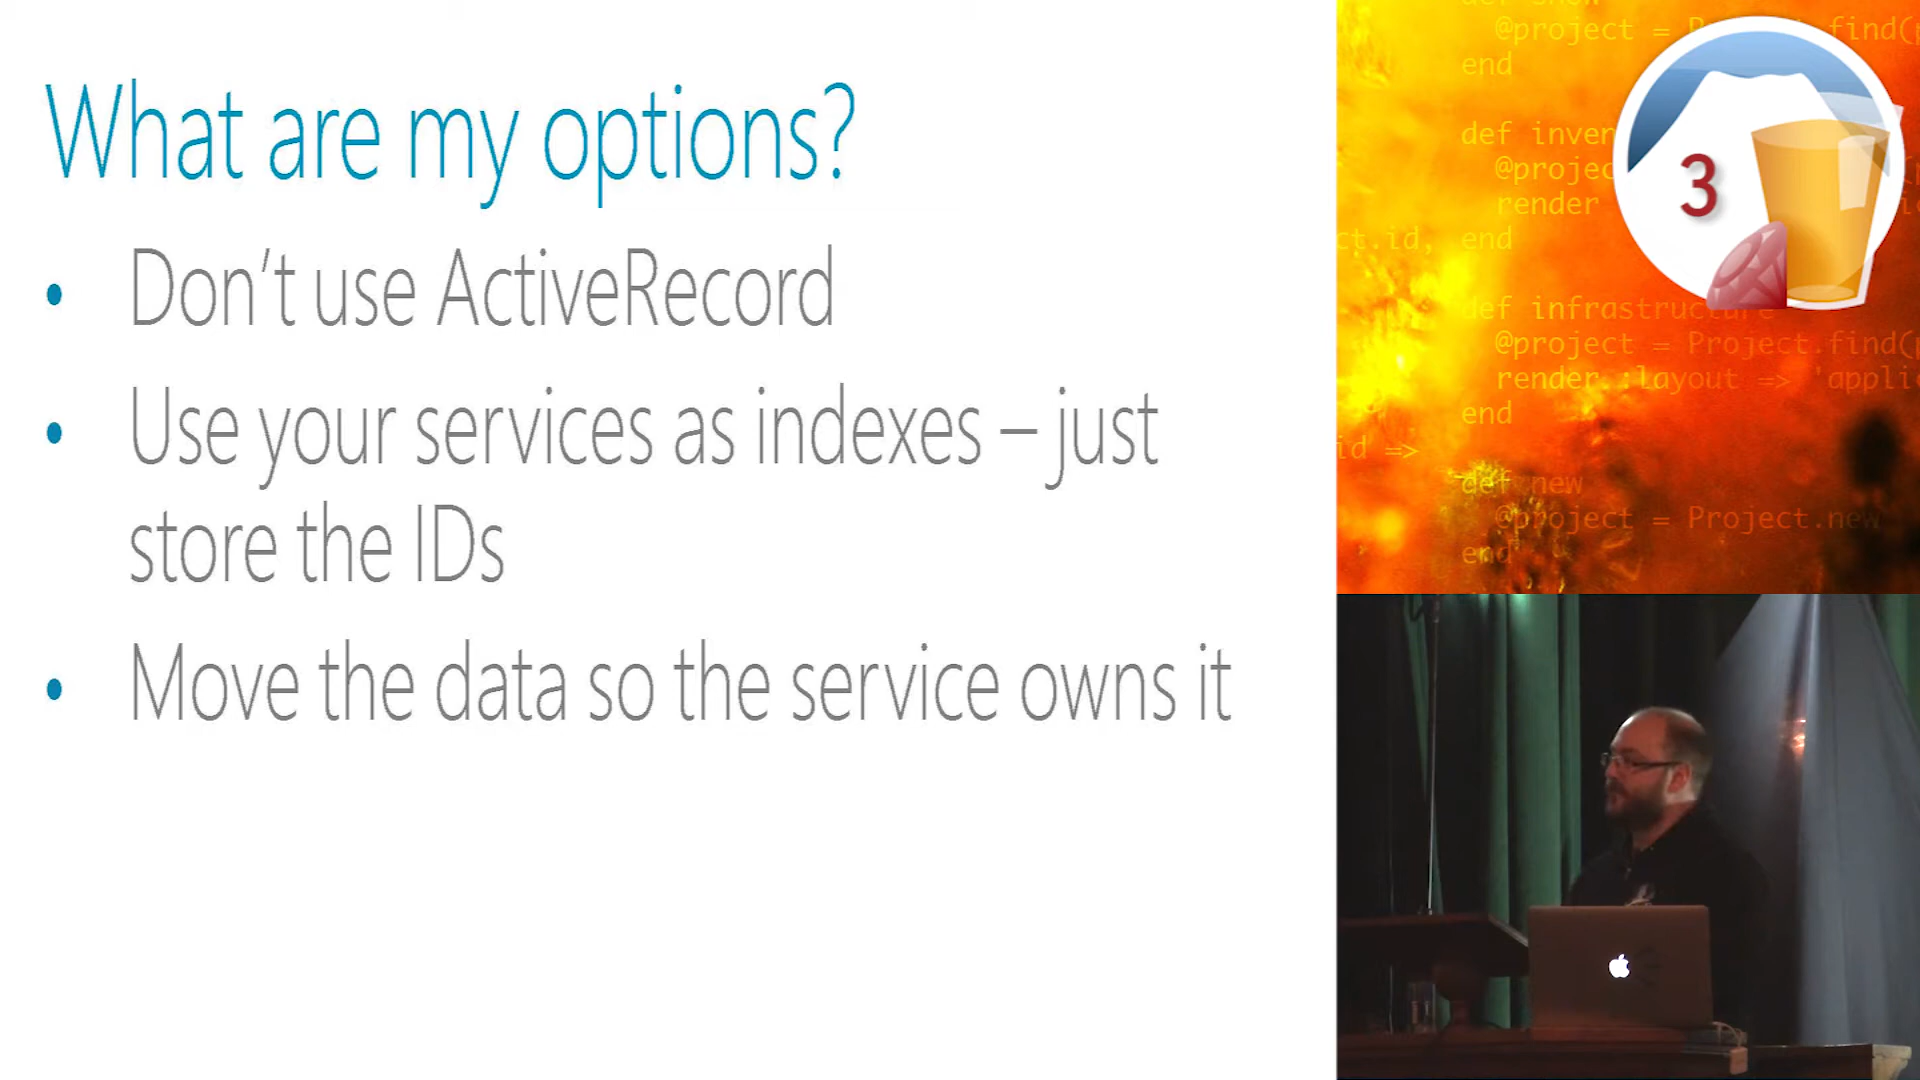 What are my options?
• Don't use ActiveRecord
• Use your services as indexes – just
store the IDs
• Move the data so the service owns it
@project = P
.find(
end
def inven
@projec
render
ct.id, end
3
def infrastructure
@project = Project.find(
render :layout => 'appli
end
id =>
def new
@project = Project.new
end